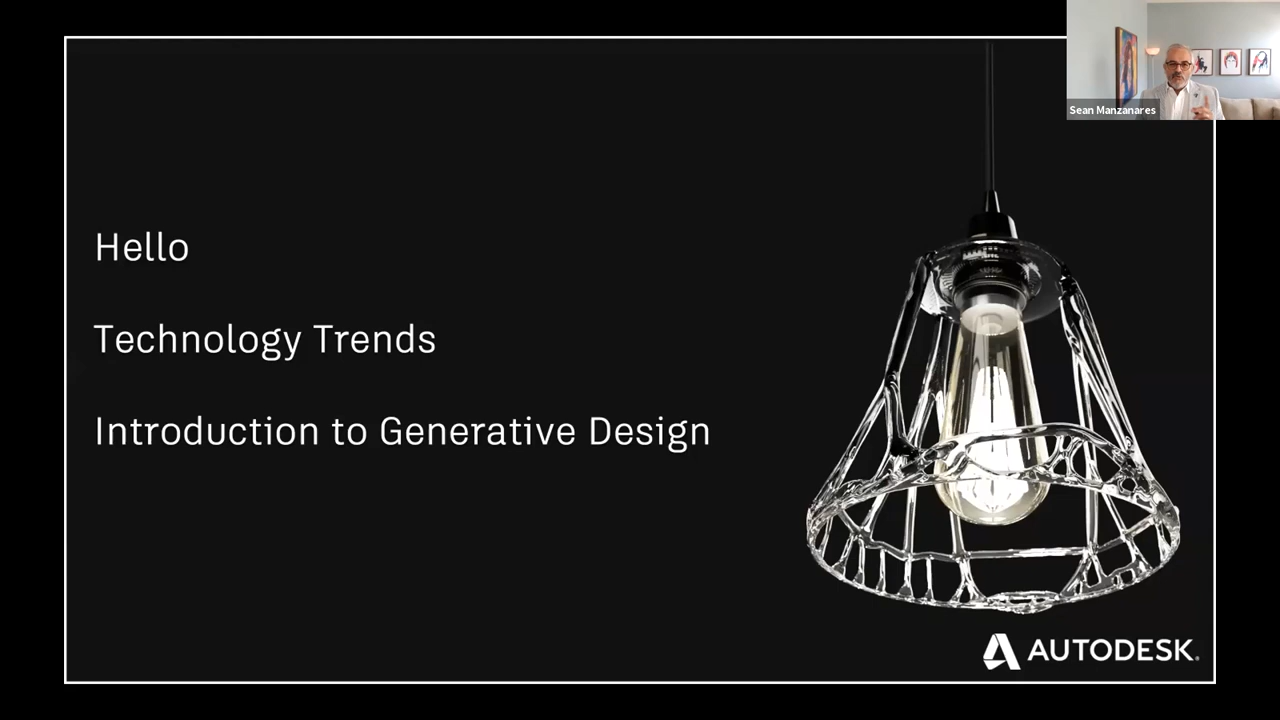 Sean Manzanares
Hello
Technology Trends
Introduction to Generative Design
AUTODESK®